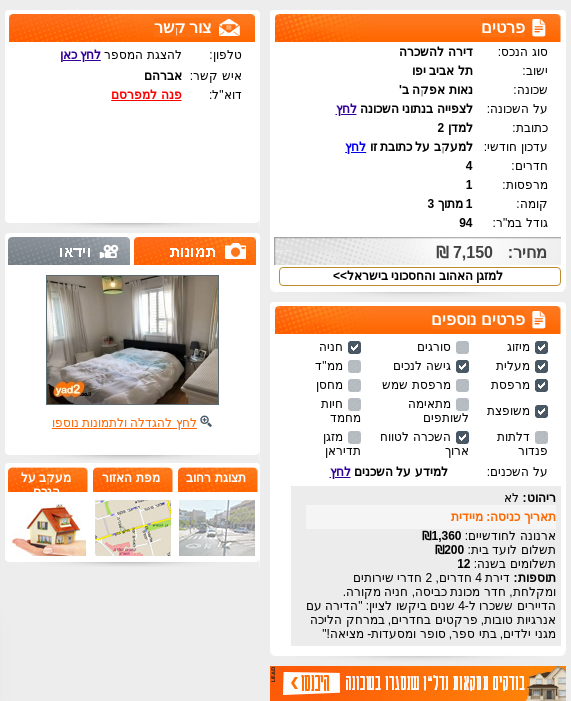 פרטים
סוג הנכס: דירה להשכרה
ישוב: תל אביב יפו
שכונה: נאות אפקה ב'
על השכונה: לצפייה בנתוני השכונה לחץ
כתובת: למדן 2
עדכון חודשי: למעקב על כתובת זו לחץ
חדרים: 4
מרפסות: 1
קומה: 1 מתוך 3
גודל במ"ר: 94
מחיר: 7,150 ₪
למזגן האהוב והחסכוני בישראל>>
פרטים נוספים
מיזוג סורגים חניה
מעלית גישה לנכים ממ"ד
מרפסת מרפסת שמש מחסן
משופצת מתאימה לשותפים חיות מחמד
דלתות פנדור השכרה לטווח ארוך מזגן תדיראן
על השכנים: למידע על השכנים לחץ
ריהוט: לא
תאריך כניסה: מיידית
ארנונה לחודשיים: 1,360₪
תשלום לועד בית: 200₪
תשלומים בשנה: 12
תוספות: דירת 4 חדרים, 2 חדרי שירותים
ומקלחת, חדר מכונת כביסה, חניה מקורה.
הדיירים ששכרו ל-4 שנים ביקשו לציין: "הדירה עם
אנרגיות טובות, פרקטים בחדרים, במרחק הליכה
מגני ילדים, בתי ספר, סופר ומסעדות- מציאה!"
בודקים עסקאות נדל"ן שנסגרו בשכונה
היכנסו >
צור קשר
טלפון: להצגת המספר לחץ כאן
איש קשר: אברהם
דוא"ל: פנה למפרסם
תמונות
וידאו
yad2
לחץ להגדלה ולתמונות נוספו
תצוגת רחוב
מפת האזור
מעקב על
הנכס